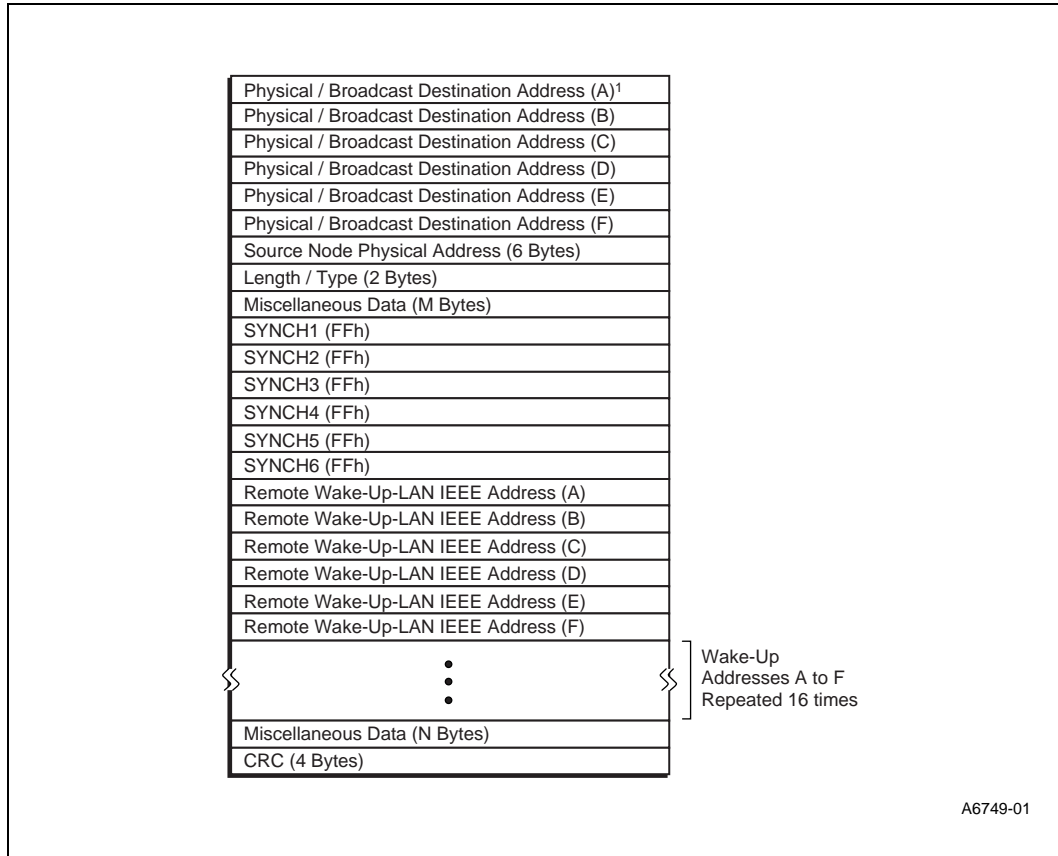 Physical / Broadcast Destination Address (A)1
Physical / Broadcast Destination Address (B)
Physical / Broadcast Destination Address (C)
Physical / Broadcast Destination Address (D)
Physical / Broadcast Destination Address (E)
Physical / Broadcast Destination Address (F)
Source Node Physical Address (6 Bytes)
Length / Type (2 Bytes)
Miscellaneous Data (M Bytes)
SYNCH1 (FFh)
SYNCH2 (FFh)
SYNCH3 (FFh)
SYNCH4 (FFh)
SYNCH5 (FFh)
SYNCH6 (FFh)
Remote Wake-Up-LAN IEEE Address (A)
Remote Wake-Up-LAN IEEE Address (B)
Remote Wake-Up-LAN IEEE Address (C)
Remote Wake-Up-LAN IEEE Address (D)
Remote Wake-Up-LAN IEEE Address (E)
Remote Wake-Up-LAN IEEE Address (F)
Wake-Up
Addresses A to F
Repeated 16 times
Miscellaneous Data (N Bytes)
CRC (4 Bytes)
A6749-01